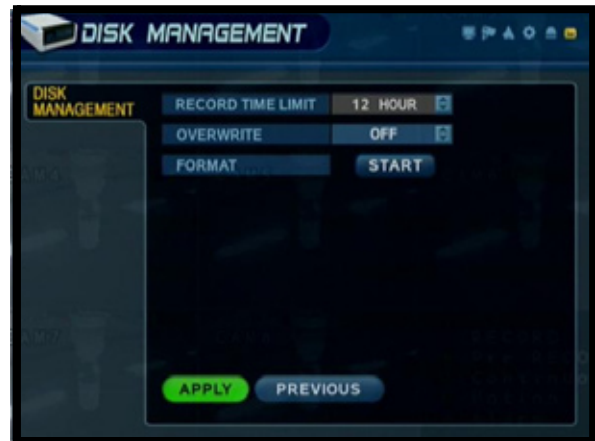 DISK MANAGEMENT
DISK
MANAGEMENT
RECORD TIME LIMIT 12 HOUR
OVERWRITE OFF
FORMAT START
APPLY PREVIOUS